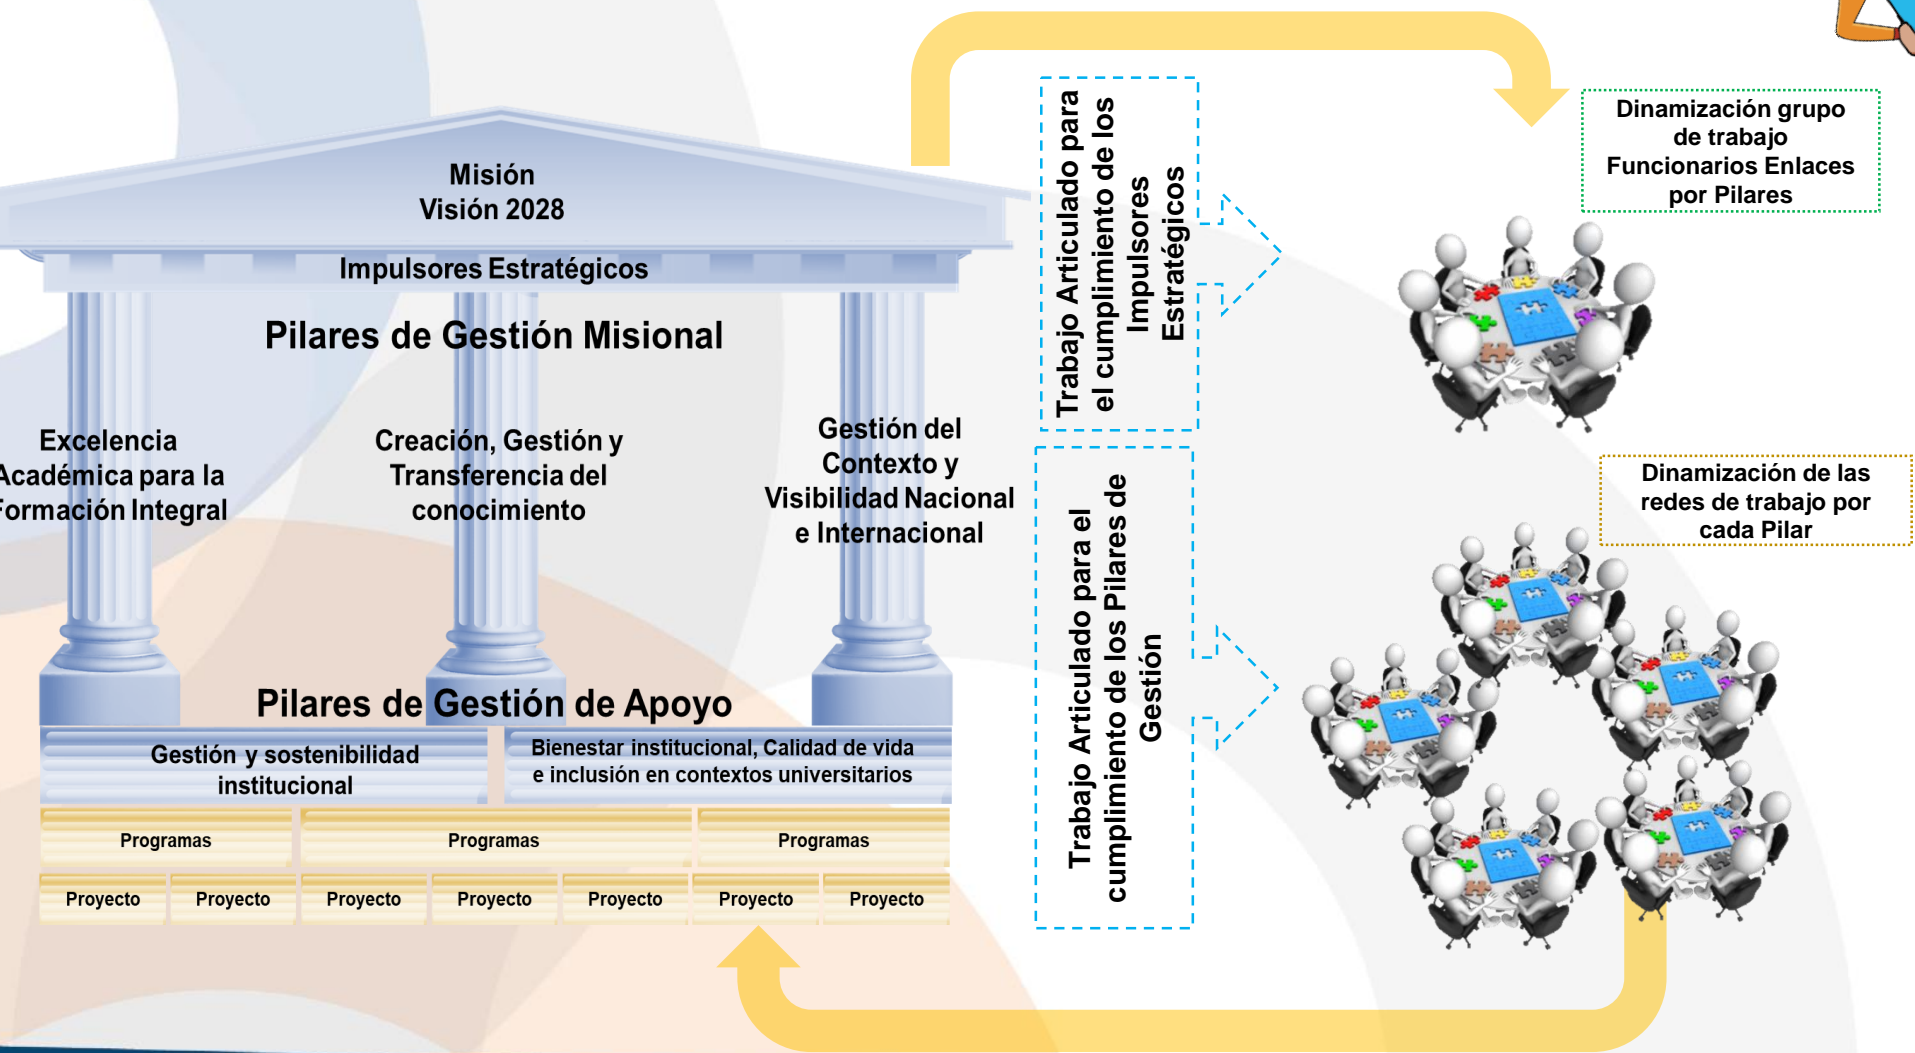 Misión
Visión 2028
Impulsores Estratégicos
Pilares de Gestión Misional
Excelencia
Académica para la
Formación Integral
Creación, Gestión y
Transferencia del
conocimiento
Gestión del
Contexto y
Visibilidad Nacional
e Internacional
Pilares de Gestión de Apoyo
Gestión y sostenibilidad
institucional
Bienestar institucional, Calidad de vida
e inclusión en contextos universitarios
Programas
Programas
Programas
Proyecto
Proyecto
Proyecto
Proyecto
Proyecto
Proyecto
Proyecto
Trabajo Articulado para
el cumplimiento de los
Impulsores
Estratégicos
Trabajo Articulado para el
cumplimiento de los Pilares de
Gestión
Dinamización grupo
de trabajo
Funcionarios Enlaces
por Pilares
Dinamización de las
redes de trabajo por
cada Pilar